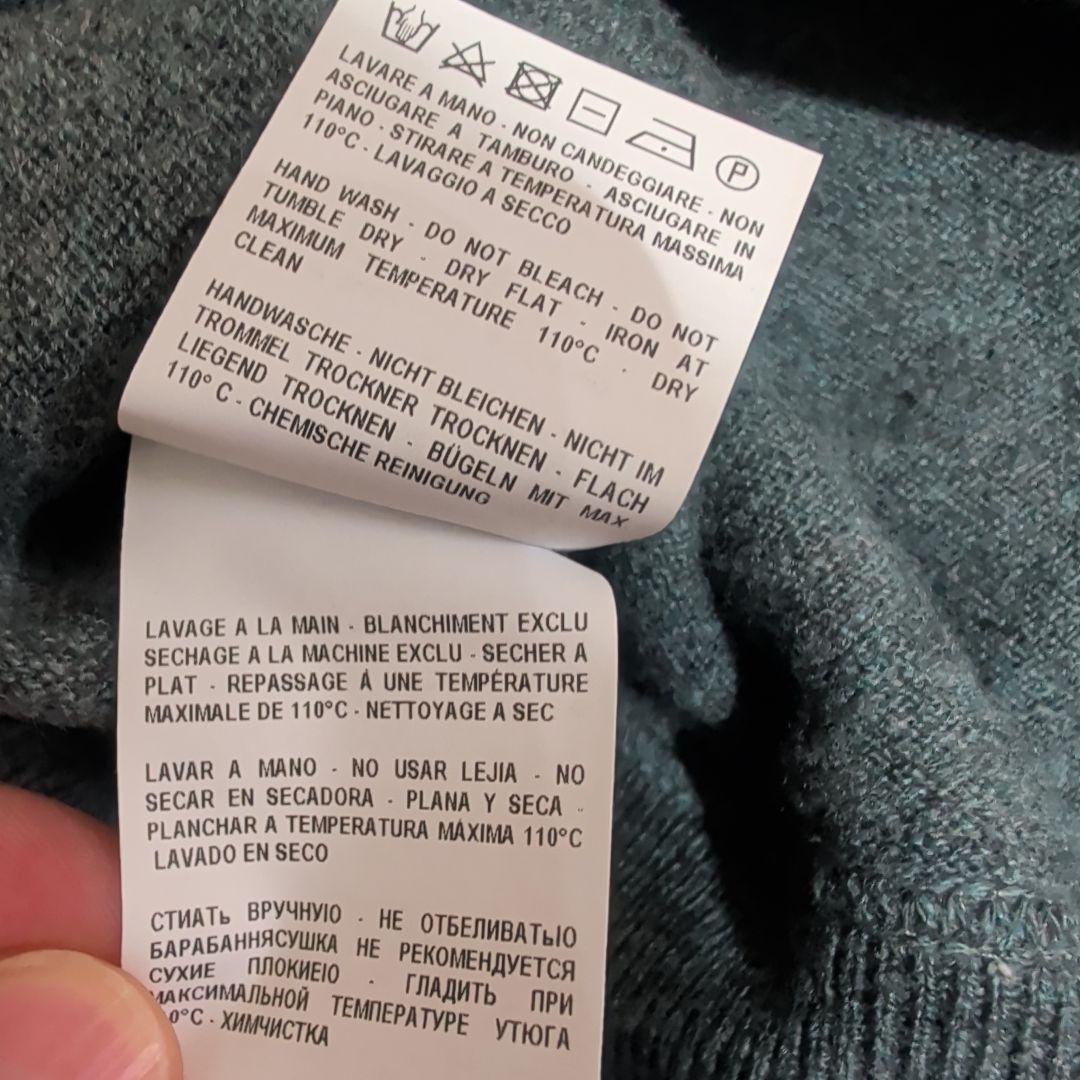 P
LAVARE A MANO - NON CANDEGGIARE - NON
ASCIUGARE A TAMBURO - ASCIUGARE IN
PIANO - STIRARE A TEMPERATURA MASSIMA
110°C - LAVAGGIO A SECCO
HAND WASH - DO NOT BLEACH - DO NOT
TUMBLE DRY - DRY FLAT - IRON AT
MAXIMUM TEMPERATURE 110°C - DRY
CLEAN
HANDWASCHE - NICHT BLEICHEN - NICHT IM
TROMMEL TROCKNER TROCKNEN - FLACH
LIEGEND TROCKNEN - BÜGELN MIT MAX
110° C - CHEMISCHE REINIGUNG
LAVAGE A LA MAIN - BLANCHIMENT EXCLU
SECHAGE A LA MACHINE EXCLU - SECHER A
PLAT - REPASSAGE Á UNE TEMPÉRATURE
MAXIMALE DE 110°C - NETTOYAGE A SEC
LAVAR A MANO - NO USAR LEJIA - NO
SECAR EN SECADORA - PLANA Y SECA -
PLANCHAR A TEMPERATURA MÁXIMA 110°C
LAVADO EN SECO
СТИАТЬ ВРУЧНУIО - НЕ ОТБЕЛИВАТЬIО
БАРАБАННЯСУШКА НЕ РЕКОМЕНДУЕТСЯ
СУХИЕ ПЛОКИЕIО - ГЛАДИТЬ ПРИ
МАКСИМАЛЬНОЙ ТЕМПЕРАТУРЕ УТЮГА
0°C - ХИМЧИСТКА